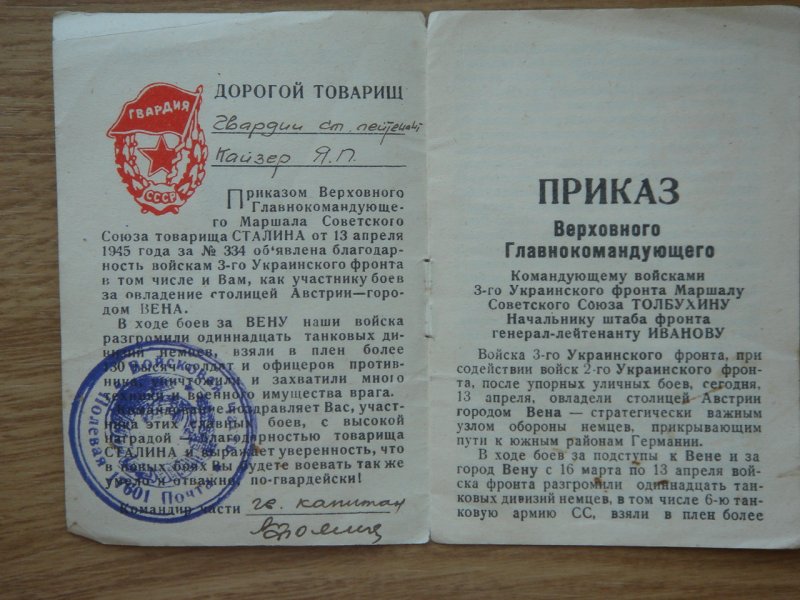 ГВАРДИЯ
СССР
ДОРОГОЙ ТОВАРИЩ
Гвардии ст. лейтенант
Кайзер Я.П.
Приказом Верховного
Главнокомандующе-
го Маршала Советского
Союза товарища СТАЛИНА от 13 апреля
1945 года за № 334 об'явлена благодар-
ность войскам 3-го Украинского фронта
в том числе и Вам, как участнику боев
за овладение столицей Австрии—горо-
дом ВЕНА.
В ходе боев за ВЕНУ наши войска
разгромили одиннадцать танковых ди-
визий немцев, взяли в плен более
130 тысяч солдат и офицеров против-
ника, уничтожили и захватили много
техники и военного имущества врага.
Командование поздравляет Вас, участ-
ника этих славных боев, с высокой
наградой — благодарностью товарища
СТАЛИНА и выражает уверенность, что
в новых боях вы будете воевать так же
умело и отважно, по-гвардейски!
Командир части гв. капитан
Полевая Почта
Войсковая
ПРИКАЗ
Верховного
Главнокомандующего
Командующему войсками
3-го Украинского фронта Маршалу
Советского Союза ТОЛБУХИНУ
Начальнику штаба фронта
генерал-лейтенанту ИВАНОВУ
Войска 3-го Украинского фронта, при
содействии войск 2-го Украинского фрон-
та, после упорных уличных боев, сегодня,
13 апреля, овладели столицей Австрии
городом Вена — стратегически важным
узлом обороны немцев, прикрывающим
пути к южным районам Германии.
В ходе боев за подступы к Вене и за
город Вену с 16 марта по 13 апреля вой-
ска фронта разгромили одиннадцать тан-
ковых дивизий немцев, в том числе 6-ю тан-
ковую армию СС, взяли в плен более